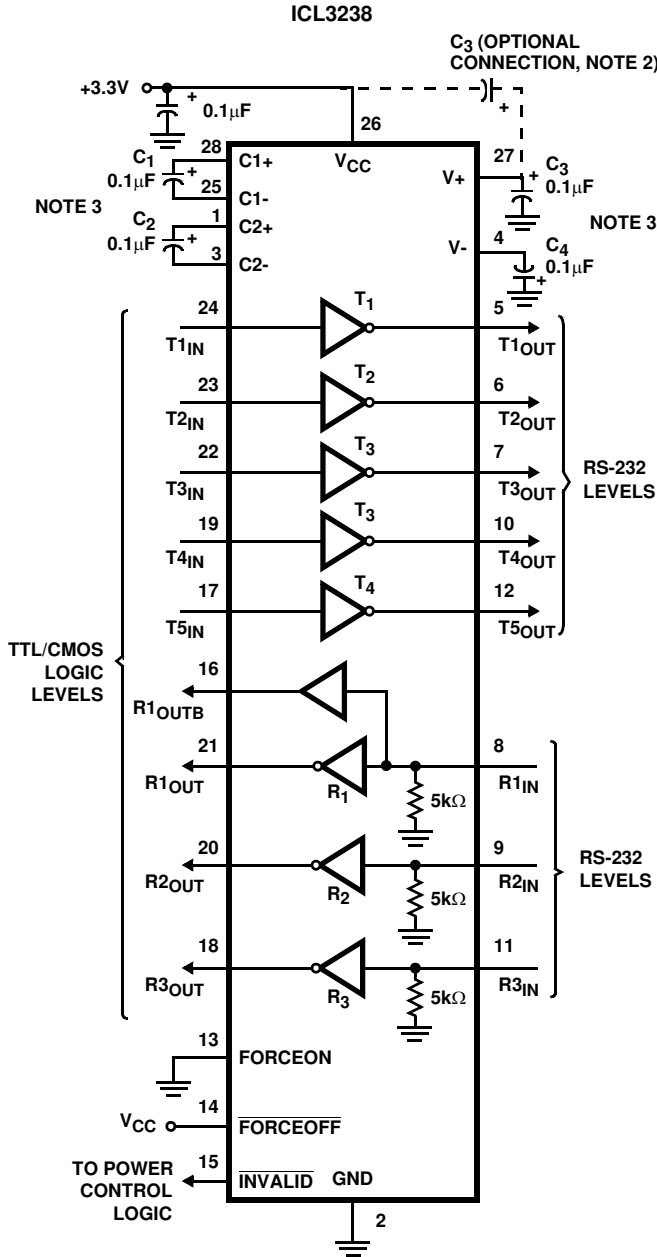 ICL3238
C3 (OPTIONAL
CONNECTION, NOTE 2)
+3.3V
+
0.1μF
+
26
28
C1+
VCC
27
C1
0.1μF
+
V+
+
C3
0.1μF
25
C1-
NOTE 3
1
C2+
NOTE 3
C2
0.1μF
+
4
V-
C4
0.1μF
+
3
C2-
24
T1
5
T1IN
T1OUT
23
T2
6
T2IN
T2OUT
22
T3
7
T3IN
T3OUT
RS-232
LEVELS
19
T3
10
T4IN
T4OUT
17
T4
12
T5IN
T5OUT
TTL/CMOS
LOGIC
LEVELS
16
R1OUTB
21
8
R1OUT
R1
5kΩ
R1IN
20
9
R2OUT
R2
5kΩ
R2IN
RS-232
LEVELS
18
11
R3OUT
R3
5kΩ
R3IN
13
FORCEON
14
VCC
FORCEOFF
15
TO POWER
CONTROL
LOGIC
INVALID
GND
2